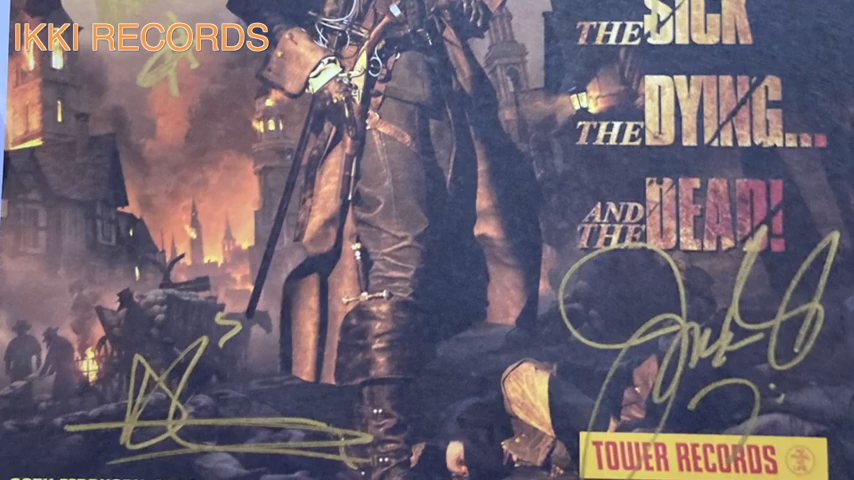 IKKI RECORDS
THE SICK
THE DYING...
AND
THE DEAD!
TOWER RECORDS